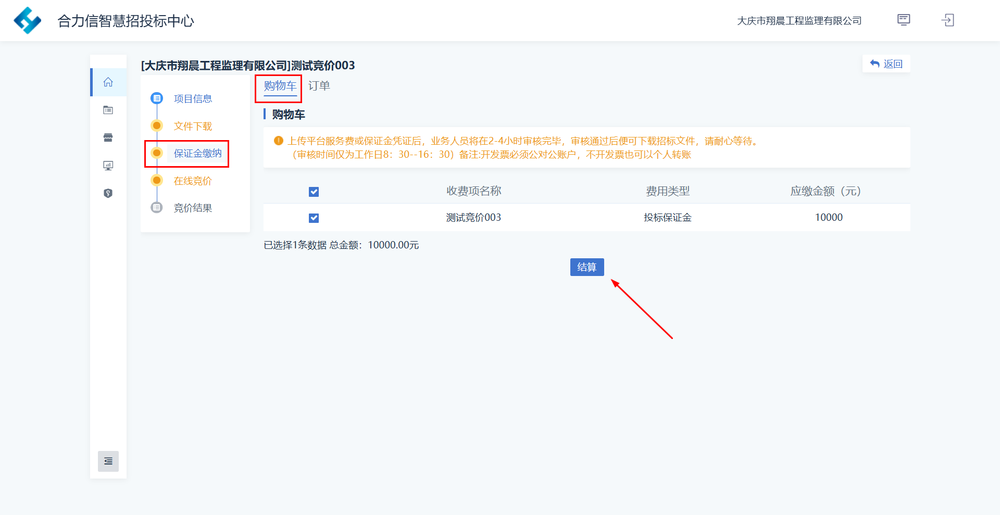 合力信智慧招投标中心
大庆市翔晨工程监理有限公司
[大庆市翔晨工程监理有限公司]测试竞价003
返回
项目信息
文件下载
保证金缴纳
在线竞价
竞价结果
购物车 订单
购物车
上传平台服务费或保证金凭证后，业务人员将在2-4小时审核完毕，审核通过后便可下载招标文件，请耐心等待。
（审核时间仅为工作日8：30--16：30）备注:开发票必须公对公账户，不开发票也可以个人转账
收费项名称 费用类型 应缴金额（元）
测试竞价003 投标保证金 10000
已选择1条数据 总金额：10000.00元
结算